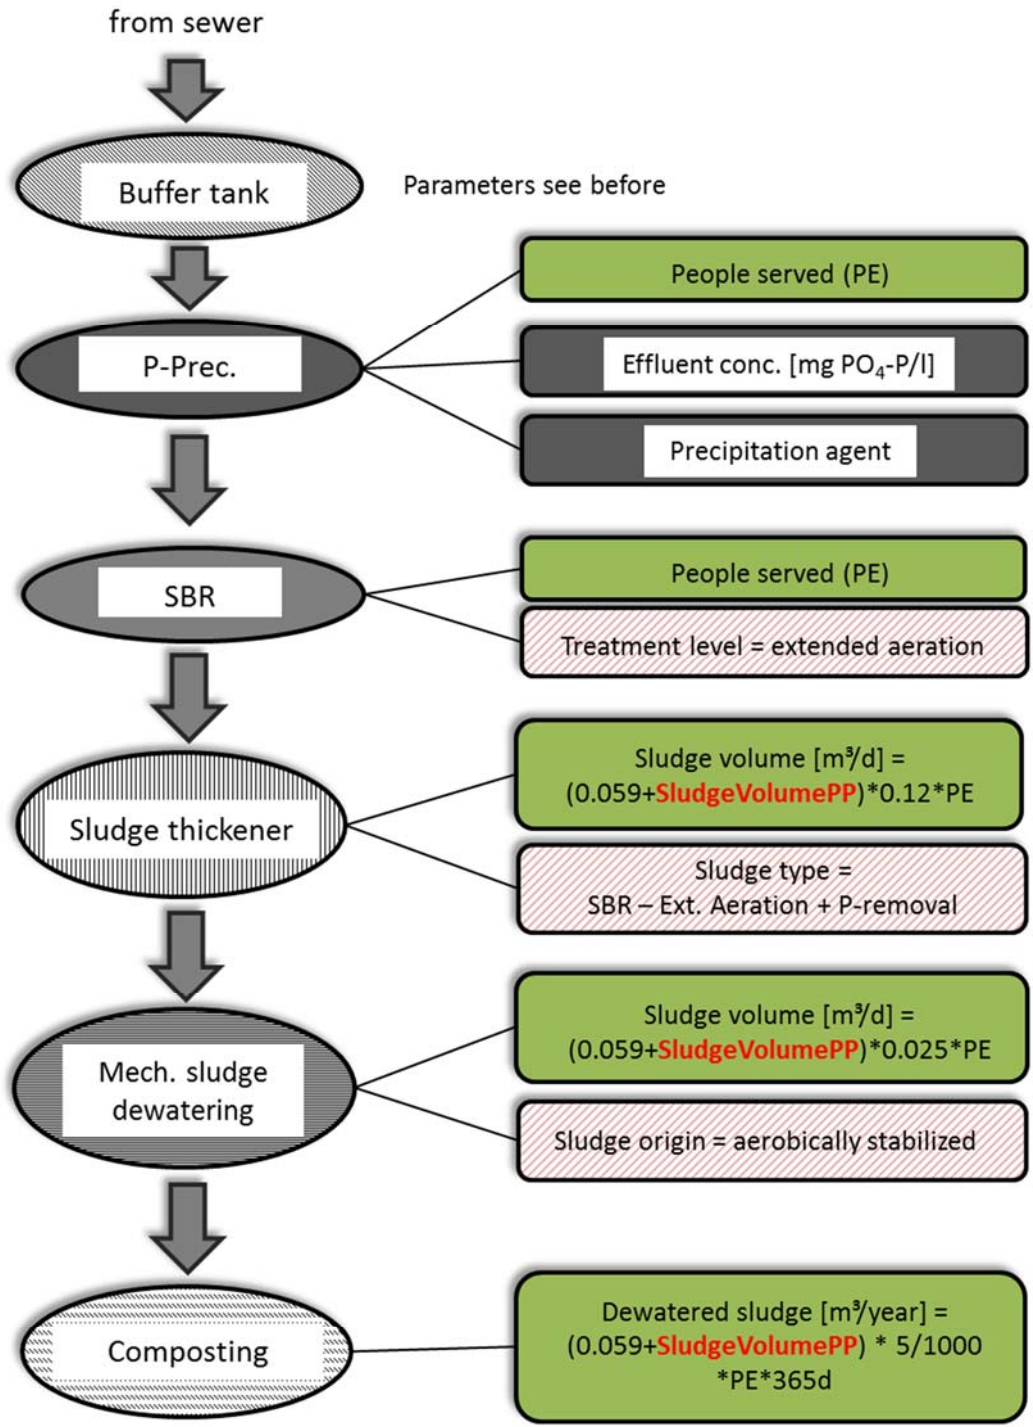 from sewer
Buffer tank
Parameters see before
People served (PE)
P-Prec.
Effluent conc. [mg PO₄-P/l]
Precipitation agent
People served (PE)
SBR
Treatment level = extended aeration
Sludge volume [m³/d] =
(0.059+SludgeVolumePP)*0.12*PE
Sludge thickener
Sludge type =
SBR – Ext. Aeration + P-removal
Sludge volume [m³/d] =
(0.059+SludgeVolumePP)*0.025*PE
Mech. sludge
dewatering
Sludge origin = aerobically stabilized
Dewatered sludge [m³/year] =
(0.059+SludgeVolumePP) * 5/1000
*PE*365d
Composting